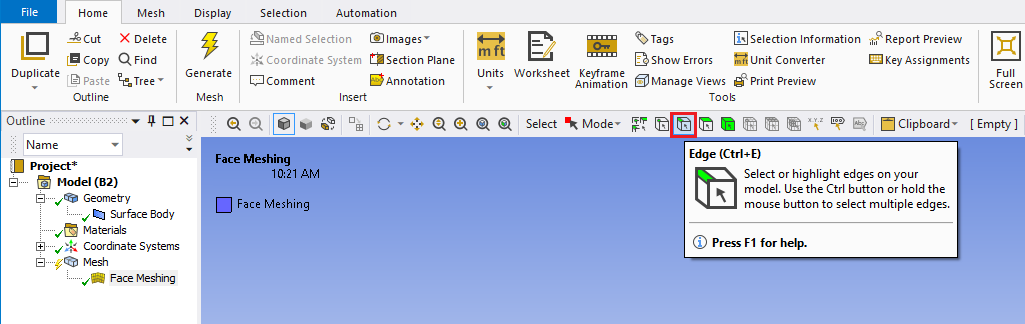 File Home Mesh Display Selection Automation
Duplicate
Cut
Copy
Paste
Delete
Find
Tree
Outline
Generate
Mesh
Named Selection
Coordinate System
Comment
Images
Section Plane
Annotation
Insert
mft
Units
Worksheet
Keyframe
Animation
Tags
Show Errors
Manage Views
Selection Information
mft Unit Converter
Print Preview
Report Preview
Key Assignments
Tools
Full
Screen
Outline
Name
Select Mode X,Y,Z Clipboard [ Empty ]
Project*
Model (B2)
Geometry
Surface Body
Materials
Coordinate Systems
Mesh
Face Meshing
Face Meshing
10:21 AM
Face Meshing
Edge (Ctrl+E)
Select or highlight edges on your
model. Use the Ctrl button or hold the
mouse button to select multiple edges.
Press F1 for help.